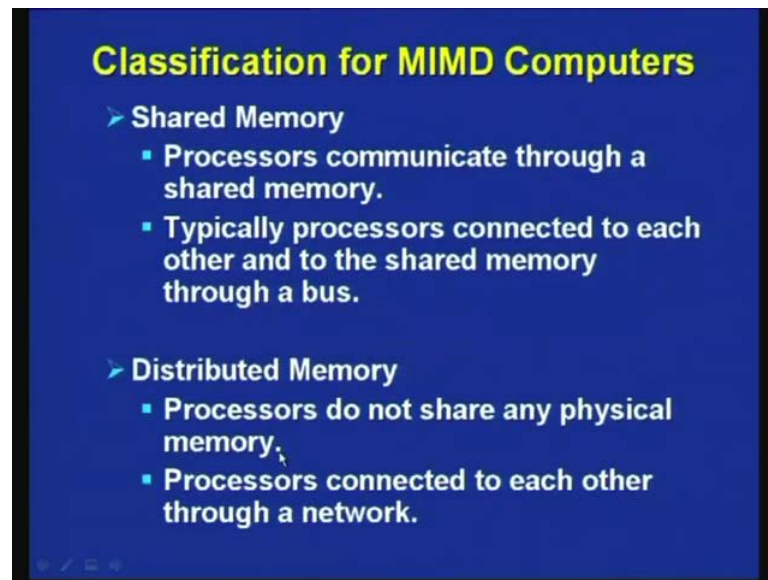 Classification for MIMD Computers
➢ Shared Memory
▪ Processors communicate through a
shared memory.
▪ Typically processors connected to each
other and to the shared memory
through a bus.
➢ Distributed Memory
▪ Processors do not share any physical
memory.
▪ Processors connected to each other
through a network.